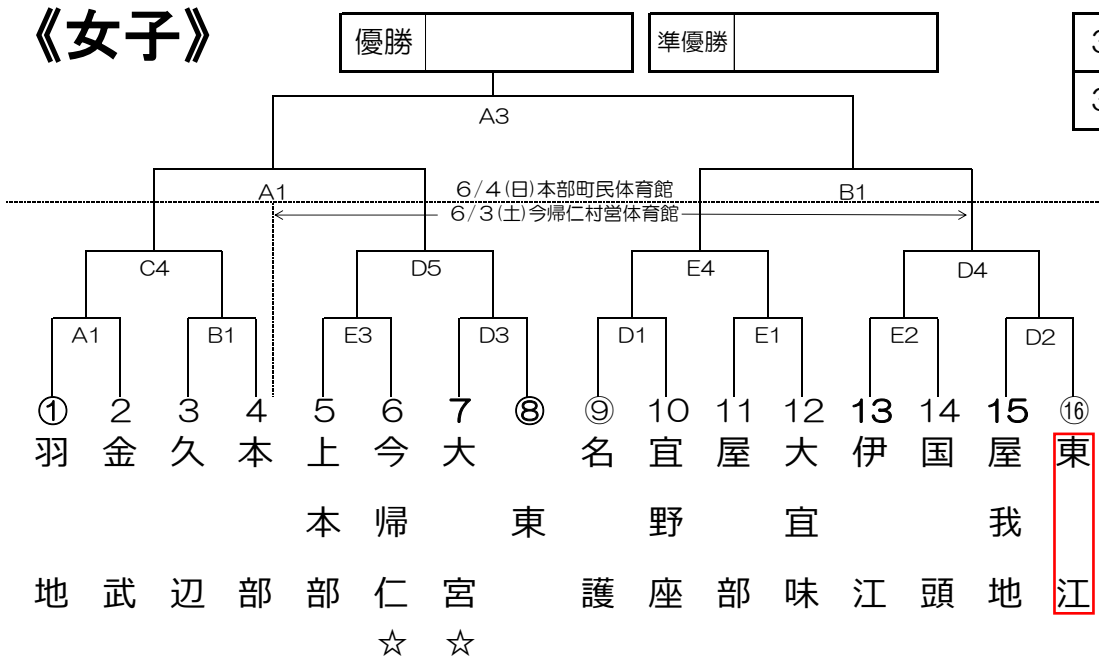 《女子》
優勝
準優勝
3
3
A3
A1
6/4(日)本部町民体育館
B1
6/3(土)今帰仁村営体育館
C4
D5
E4
D4
A1
B1
E3
D3
D1
E1
E2
D2
① 2 3 4 5 6 7 ⑧ ⑨ 10 11 12 13 14 15 ⑯
羽地
金武
久辺
本部
上本部
今帰仁☆
大宮☆
東
名護
宜野座
屋部
大宜味
伊江
国頭
屋我地
東江